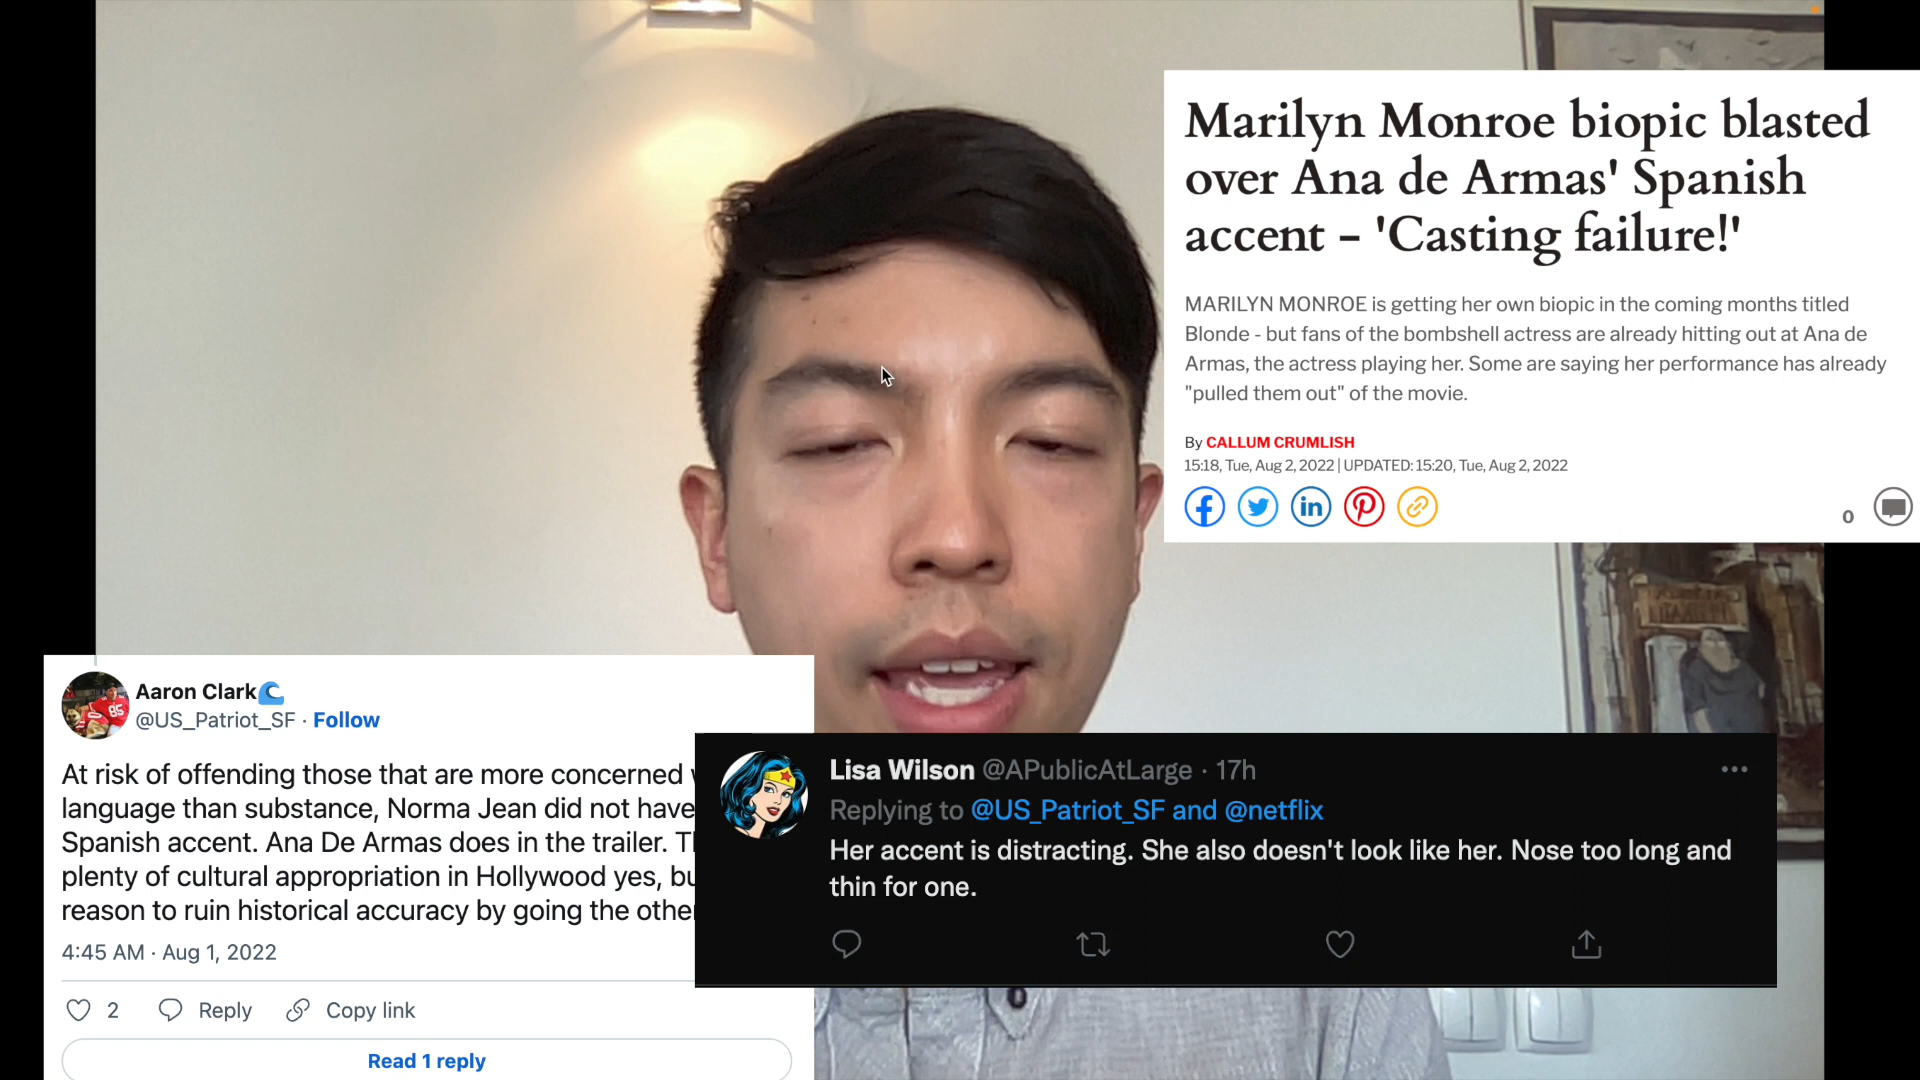 Marilyn Monroe biopic blasted
over Ana de Armas' Spanish
accent - 'Casting failure!'
MARILYN MONROE is getting her own biopic in the coming months titled
Blonde - but fans of the bombshell actress are already hitting out at Ana de
Armas, the actress playing her. Some are saying her performance has already
"pulled them out" of the movie.
By CALLUM CRUMLISH
15:18, Tue, Aug 2, 2022 | UPDATED: 15:20, Tue, Aug 2, 2022
0
Aaron Clark
@US_Patriot_SF · Follow
At risk of offending those that are more concerned
language than substance, Norma Jean did not have
Spanish accent. Ana De Armas does in the trailer.
plenty of cultural appropriation in Hollywood yes,
reason to ruin historical accuracy by going the other
4:45 AM · Aug 1, 2022
2 Reply Copy link
Read 1 reply
Lisa Wilson @APublicAtLarge · 17h
Replying to @US_Patriot_SF and @netflix
Her accent is distracting. She also doesn't look like her. Nose too long and
thin for one.